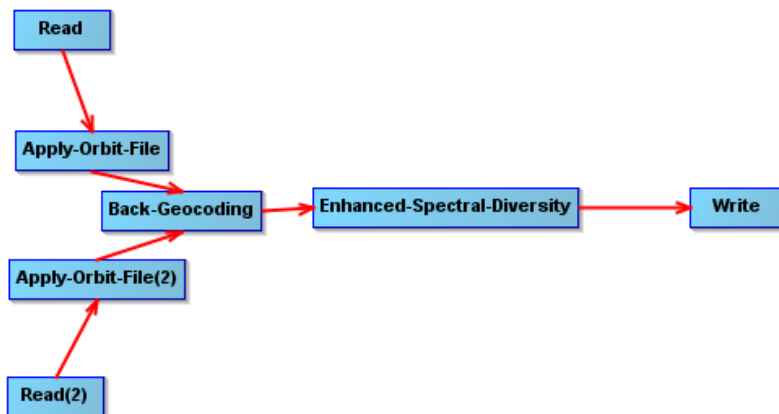 Read
Apply-Orbit-File
Back-Geocoding
Enhanced-Spectral-Diversity
Write
Apply-Orbit-File(2)
Read(2)